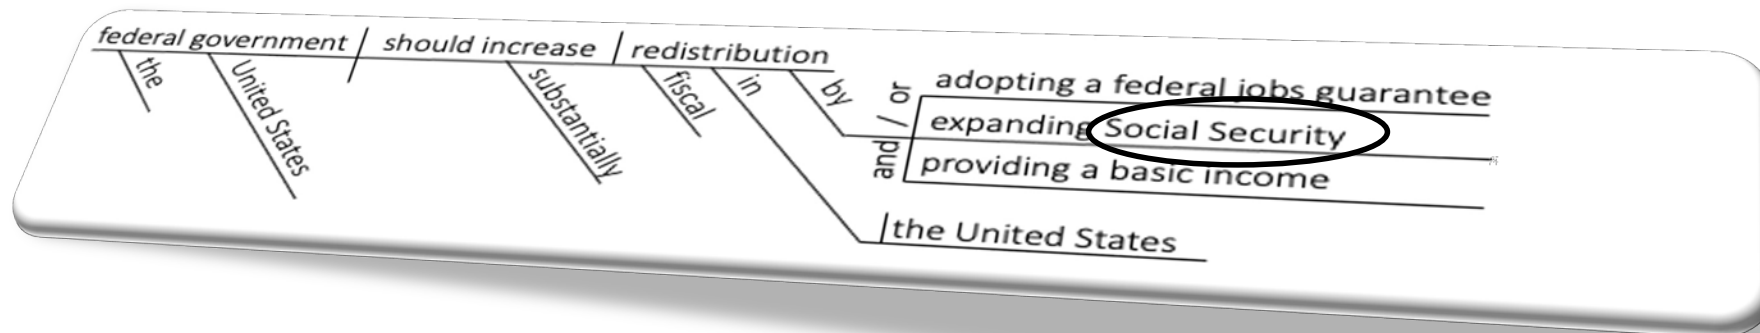 federal government should increase redistribution
the
United States
substantially
fiscal
in
by
and / or
adopting a federal jobs guarantee
expanding Social Security
providing a basic income
the United States